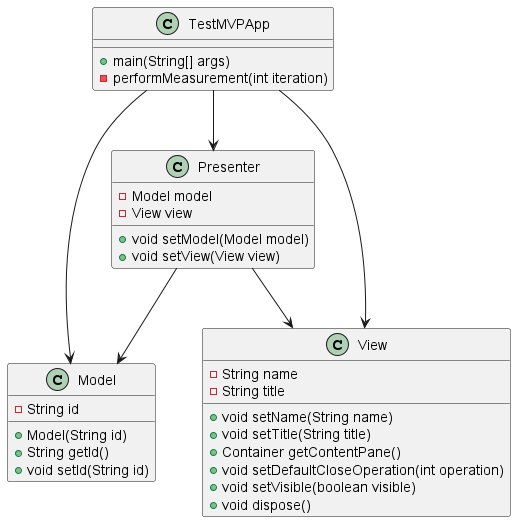 C TestMVPApp
main(String[] args)
performMeasurement(int iteration)
C Presenter
Model model
View view
void setModel(Model model)
void setView(View view)
C Model
String id
Model(String id)
String getId()
void setId(String id)
C View
String name
String title
void setName(String name)
void setTitle(String title)
Container getContentPane()
void setDefaultCloseOperation(int operation)
void setVisible(boolean visible)
void dispose()